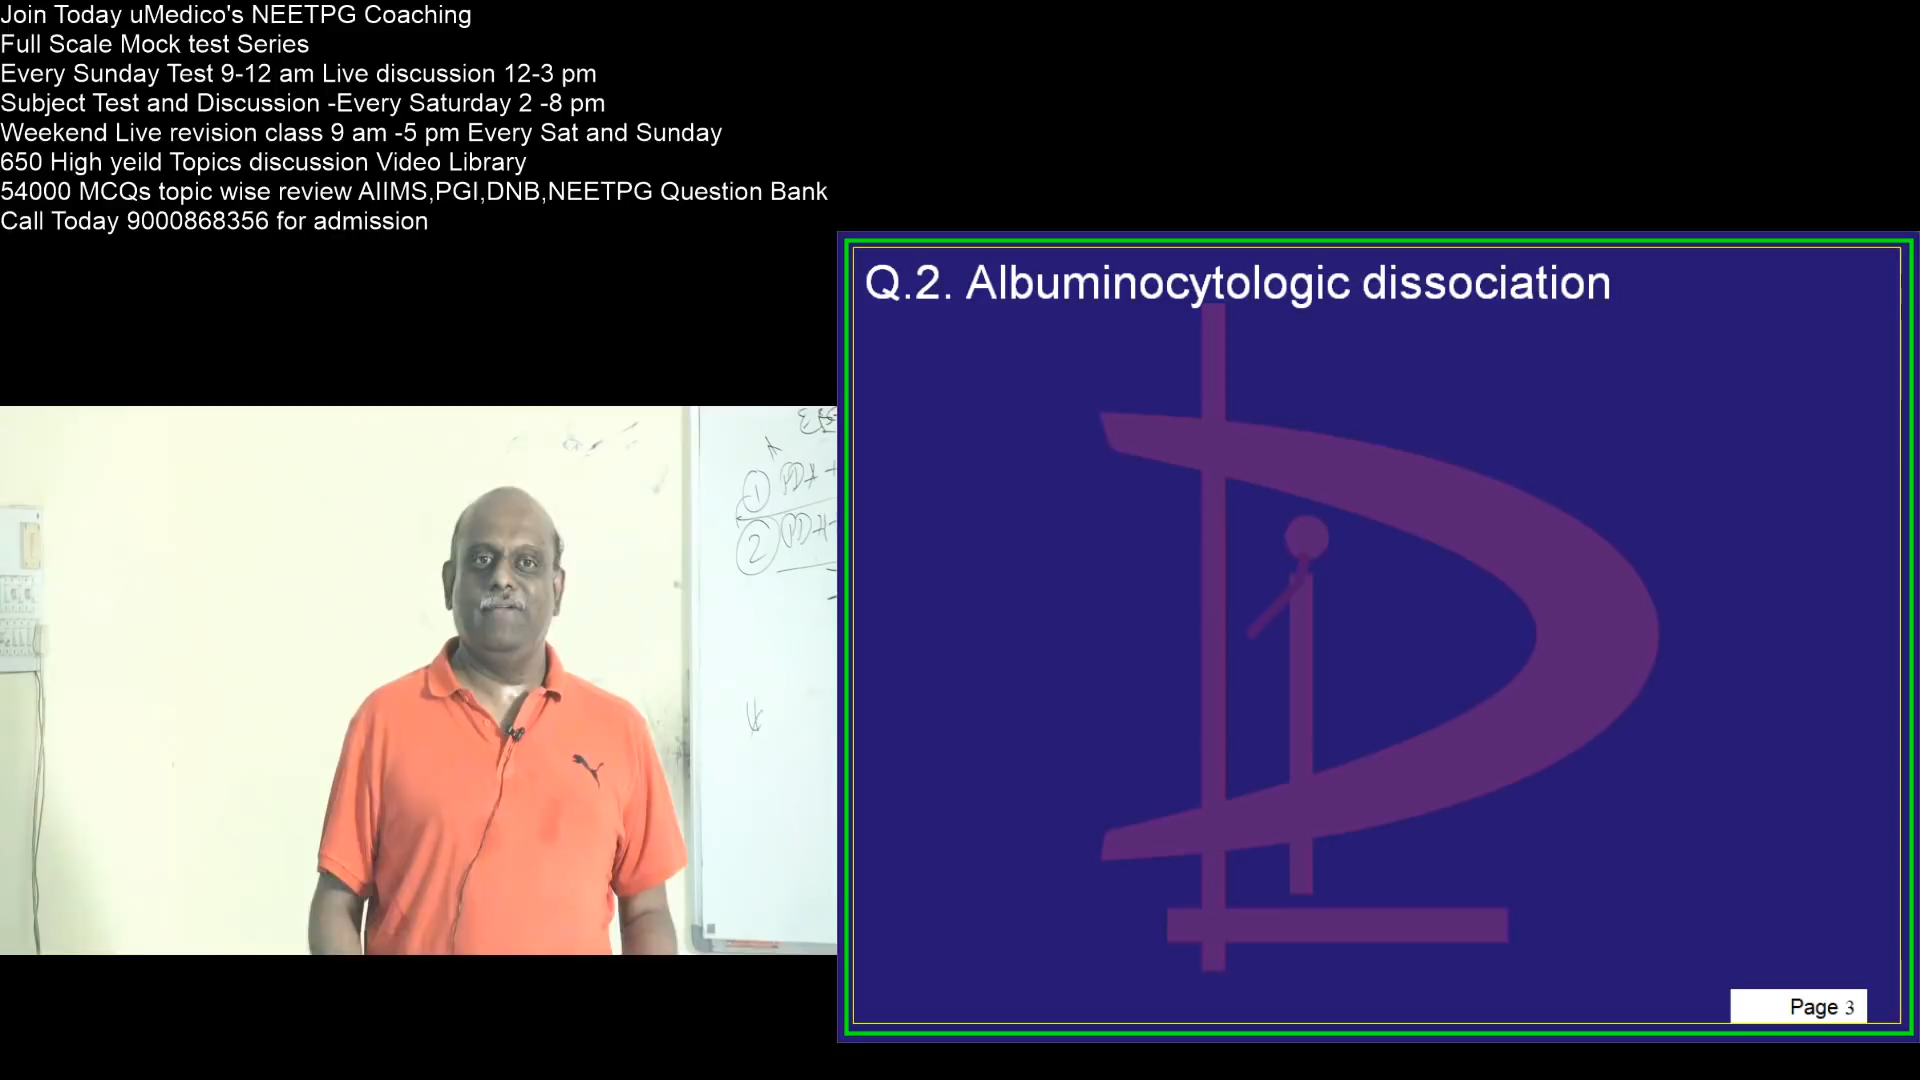 Join Today uMedico's NEETPG Coaching
Full Scale Mock test Series
Every Sunday Test 9-12 am Live discussion 12-3 pm
Subject Test and Discussion -Every Saturday 2 -8 pm
Weekend Live revision class 9 am -5 pm Every Sat and Sunday
650 High yeild Topics discussion Video Library
54000 MCQs topic wise review AIIMS,PGI,DNB,NEETPG Question Bank
Call Today 9000868356 for admission
Q.2. Albuminocytologic dissociation
1
2
Page 3